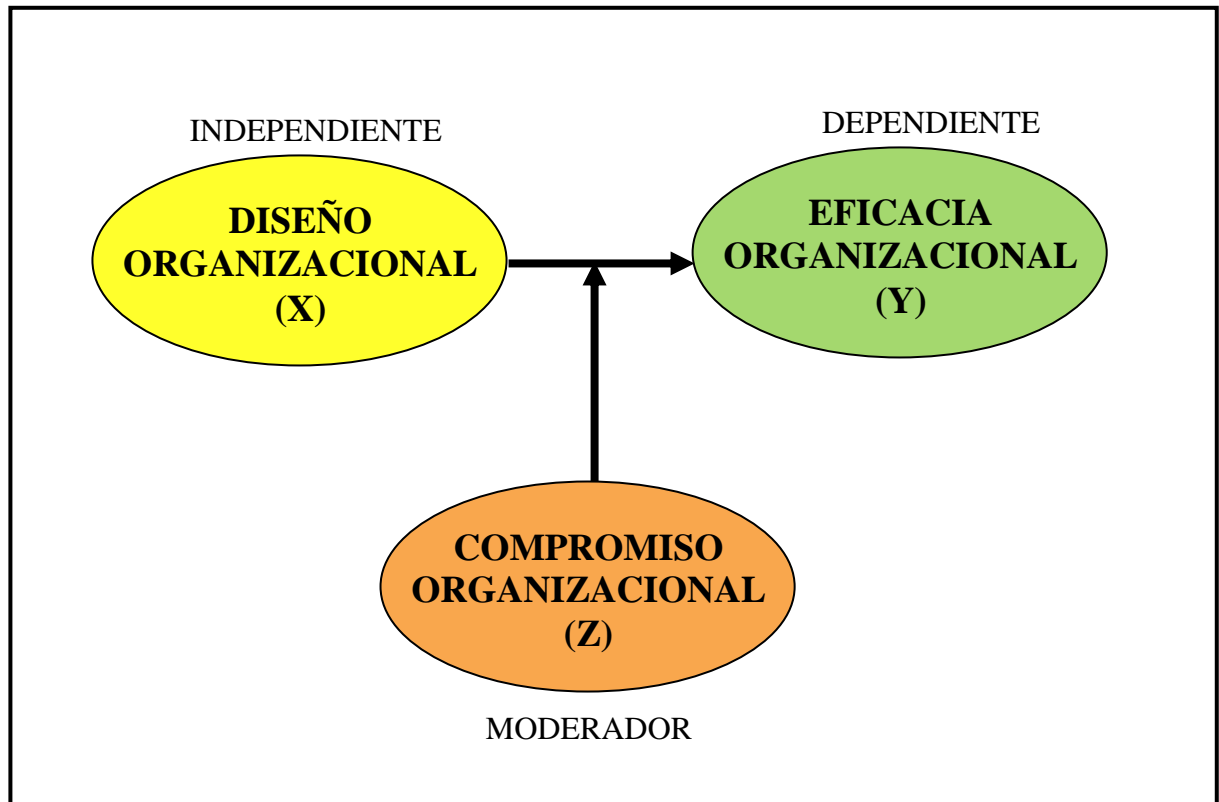 INDEPENDIENTE
DISEÑO
ORGANIZACIONAL
(X)
DEPENDIENTE
EFICACIA
ORGANIZACIONAL
(Y)
COMPROMISO
ORGANIZACIONAL
(Z)
MODERADOR